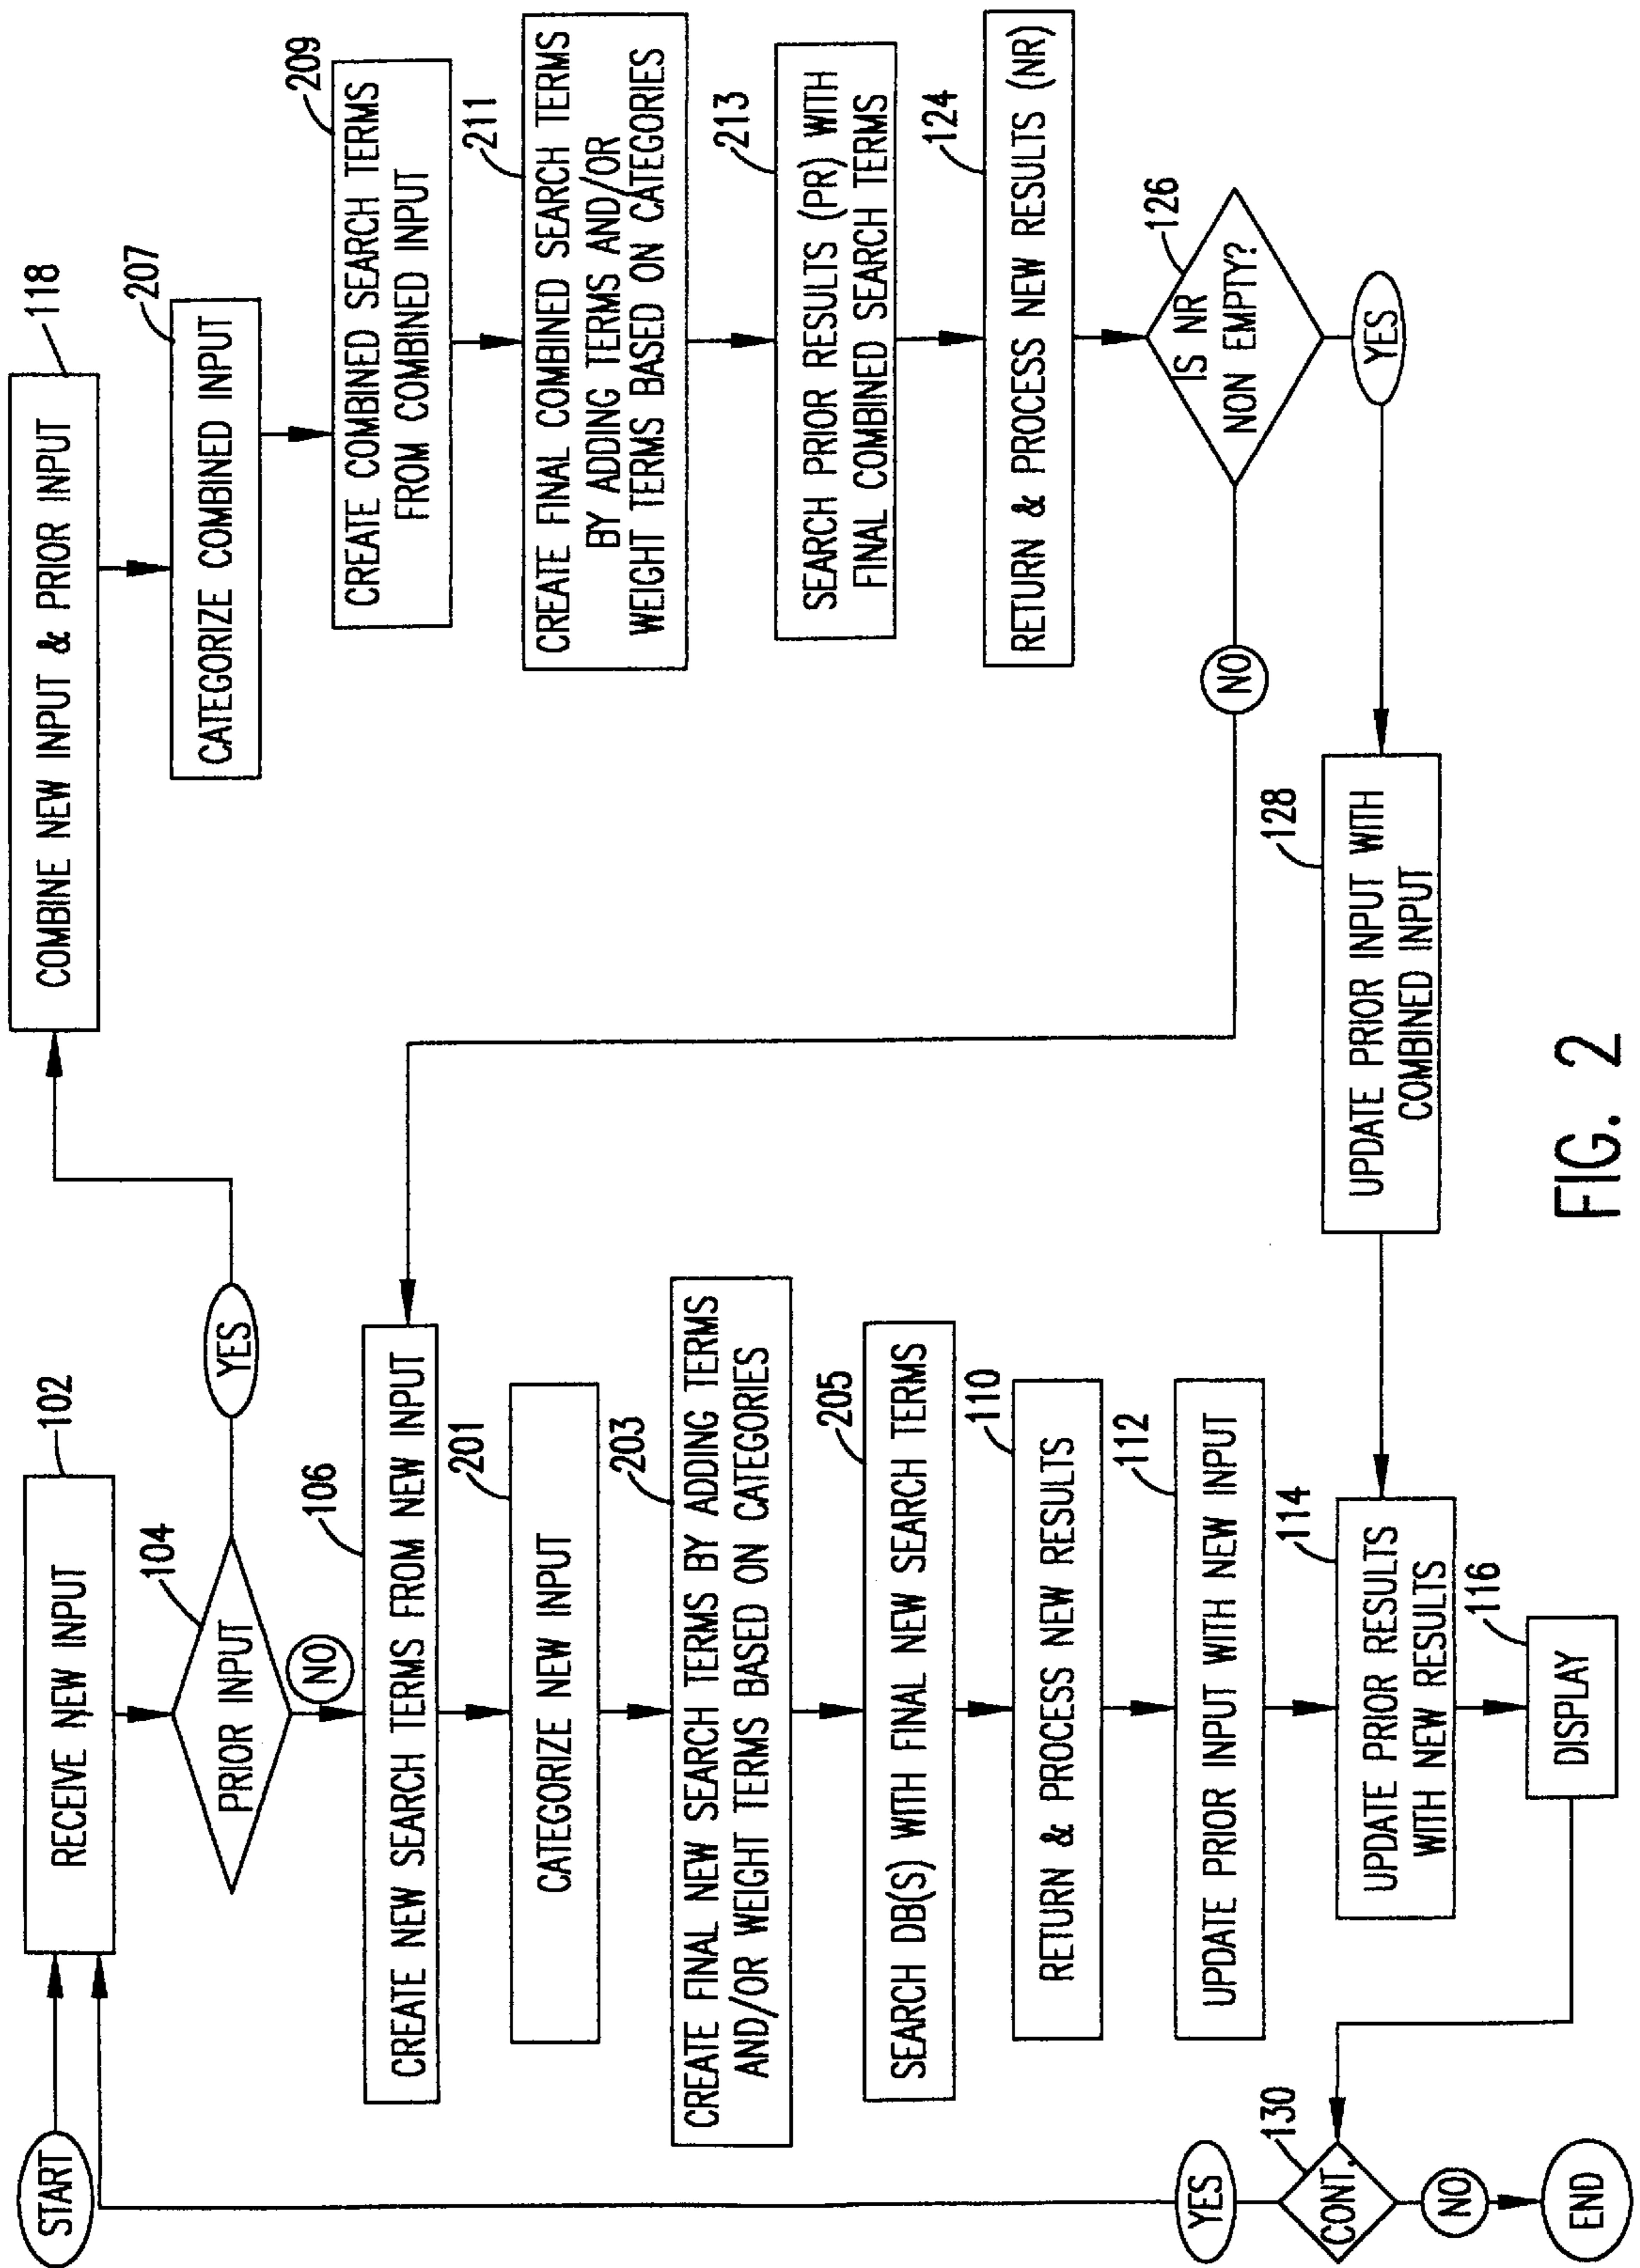 START
RECEIVE NEW INPUT
102
PRIOR INPUT
104
YES
NO
CREATE NEW SEARCH TERMS FROM NEW INPUT
106
CATEGORIZE NEW INPUT
201
CREATE FINAL NEW SEARCH TERMS BY ADDING TERMS
AND/OR WEIGHT TERMS BASED ON CATEGORIES
203
SEARCH DB(S) WITH FINAL NEW SEARCH TERMS
205
RETURN & PROCESS NEW RESULTS
110
UPDATE PRIOR INPUT WITH NEW INPUT
112
UPDATE PRIOR RESULTS
WITH NEW RESULTS
114
DISPLAY
116
CONT.
130
YES
NO
END
COMBINE NEW INPUT & PRIOR INPUT
118
CATEGORIZE COMBINED INPUT
207
CREATE COMBINED SEARCH TERMS
FROM COMBINED INPUT
209
CREATE FINAL COMBINED SEARCH TERMS
BY ADDING TERMS AND/OR
WEIGHT TERMS BASED ON CATEGORIES
211
SEARCH PRIOR RESULTS (PR) WITH
FINAL COMBINED SEARCH TERMS
213
RETURN & PROCESS NEW RESULTS (NR)
124
IS NR
NON EMPTY?
126
NO
YES
UPDATE PRIOR INPUT WITH
COMBINED INPUT
128
FIG. 2